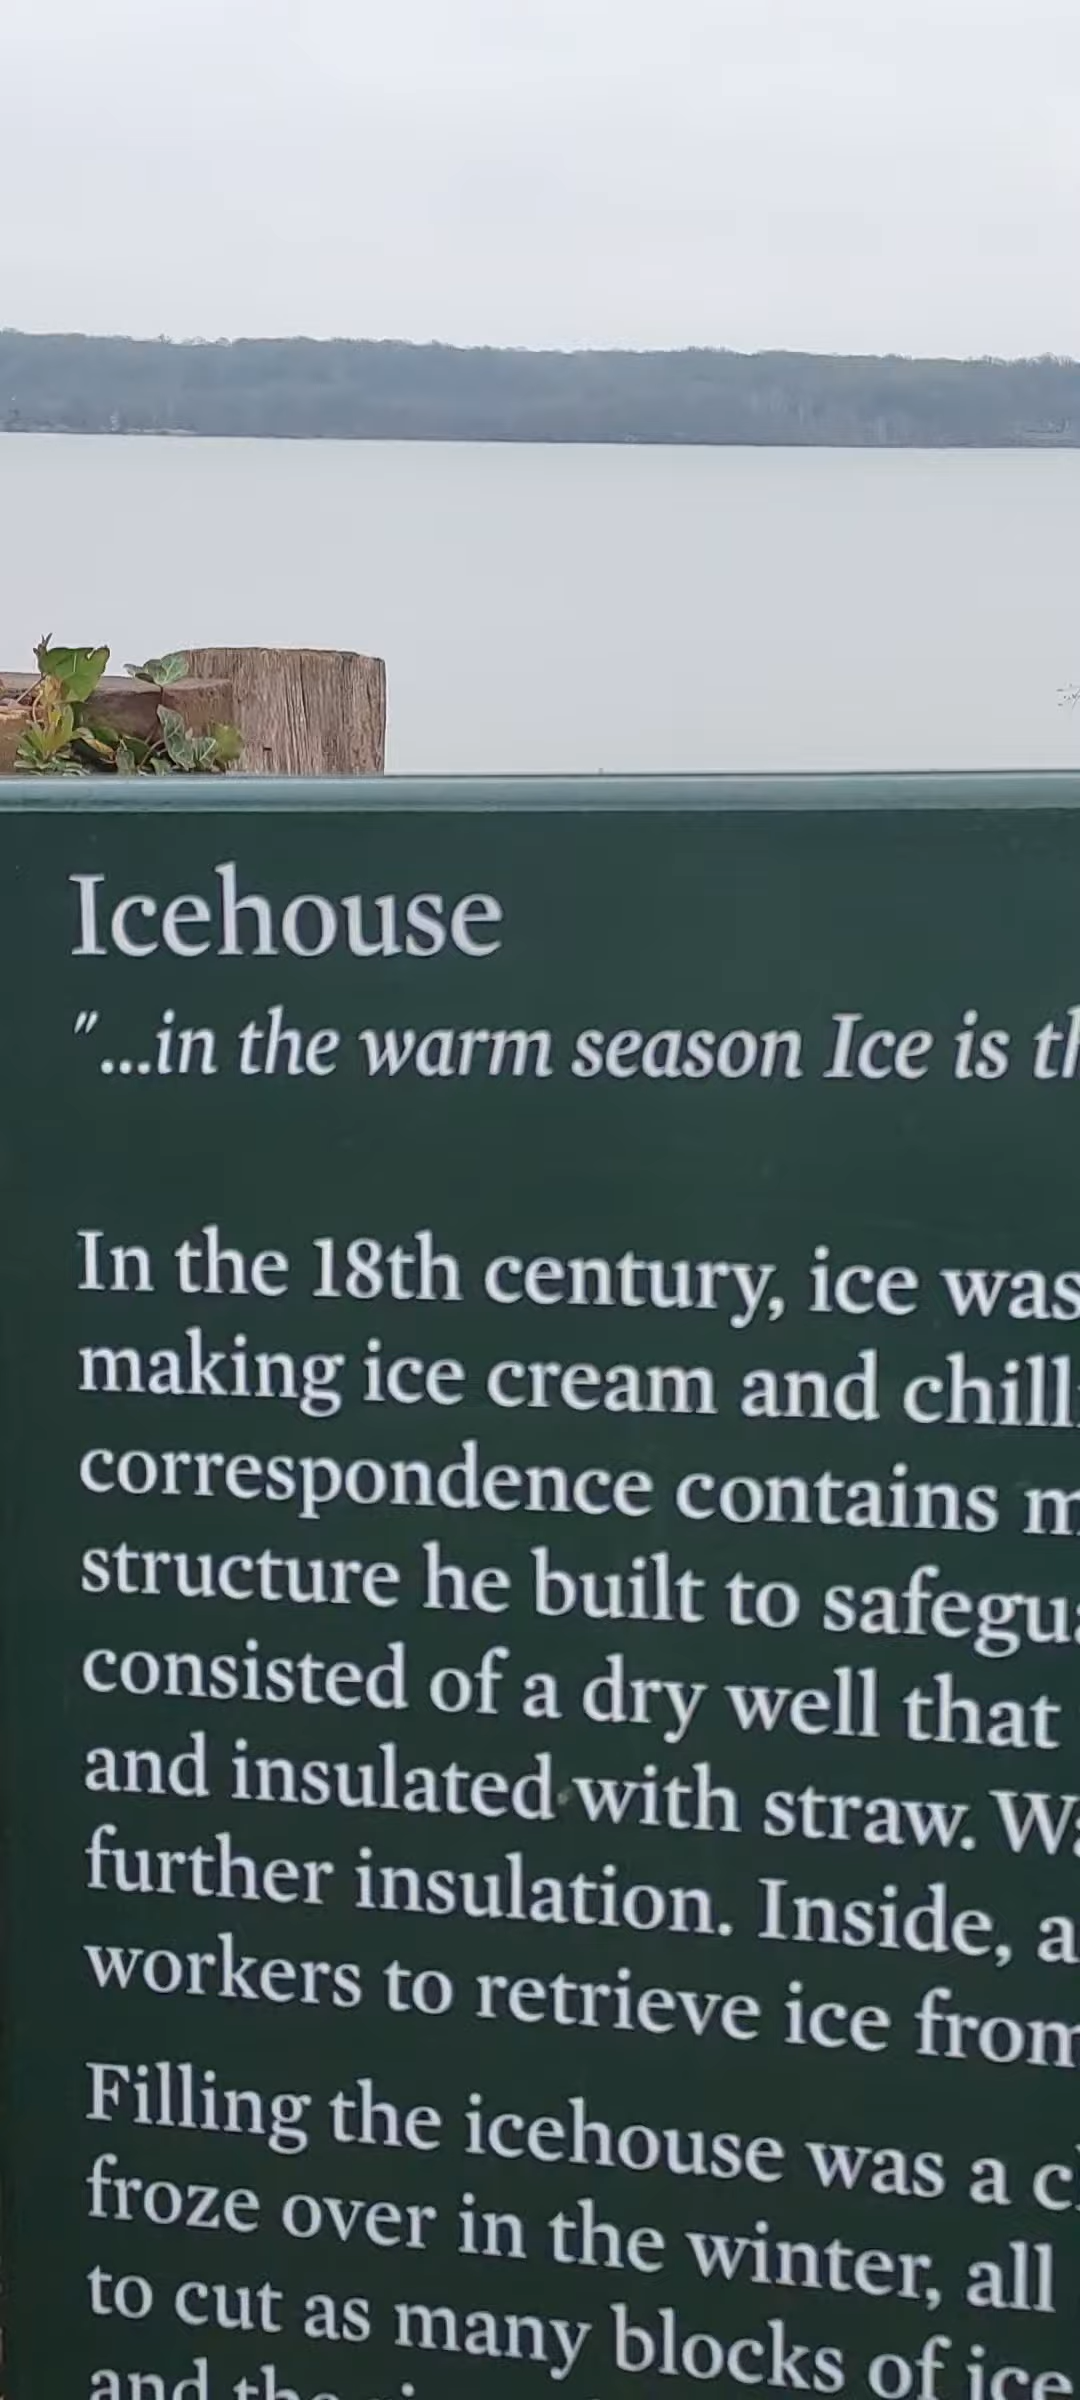 Icehouse
"...in the warm season Ice is
In the 18th century, ice was
making ice cream and
correspondence contains
structure he built to
consisted of a dry well that
and insulated with straw.
further insulation. Inside, a
workers to retrieve ice from
Filling the icehouse was a
froze over in the winter, all
to cut as many blocks of ice
and